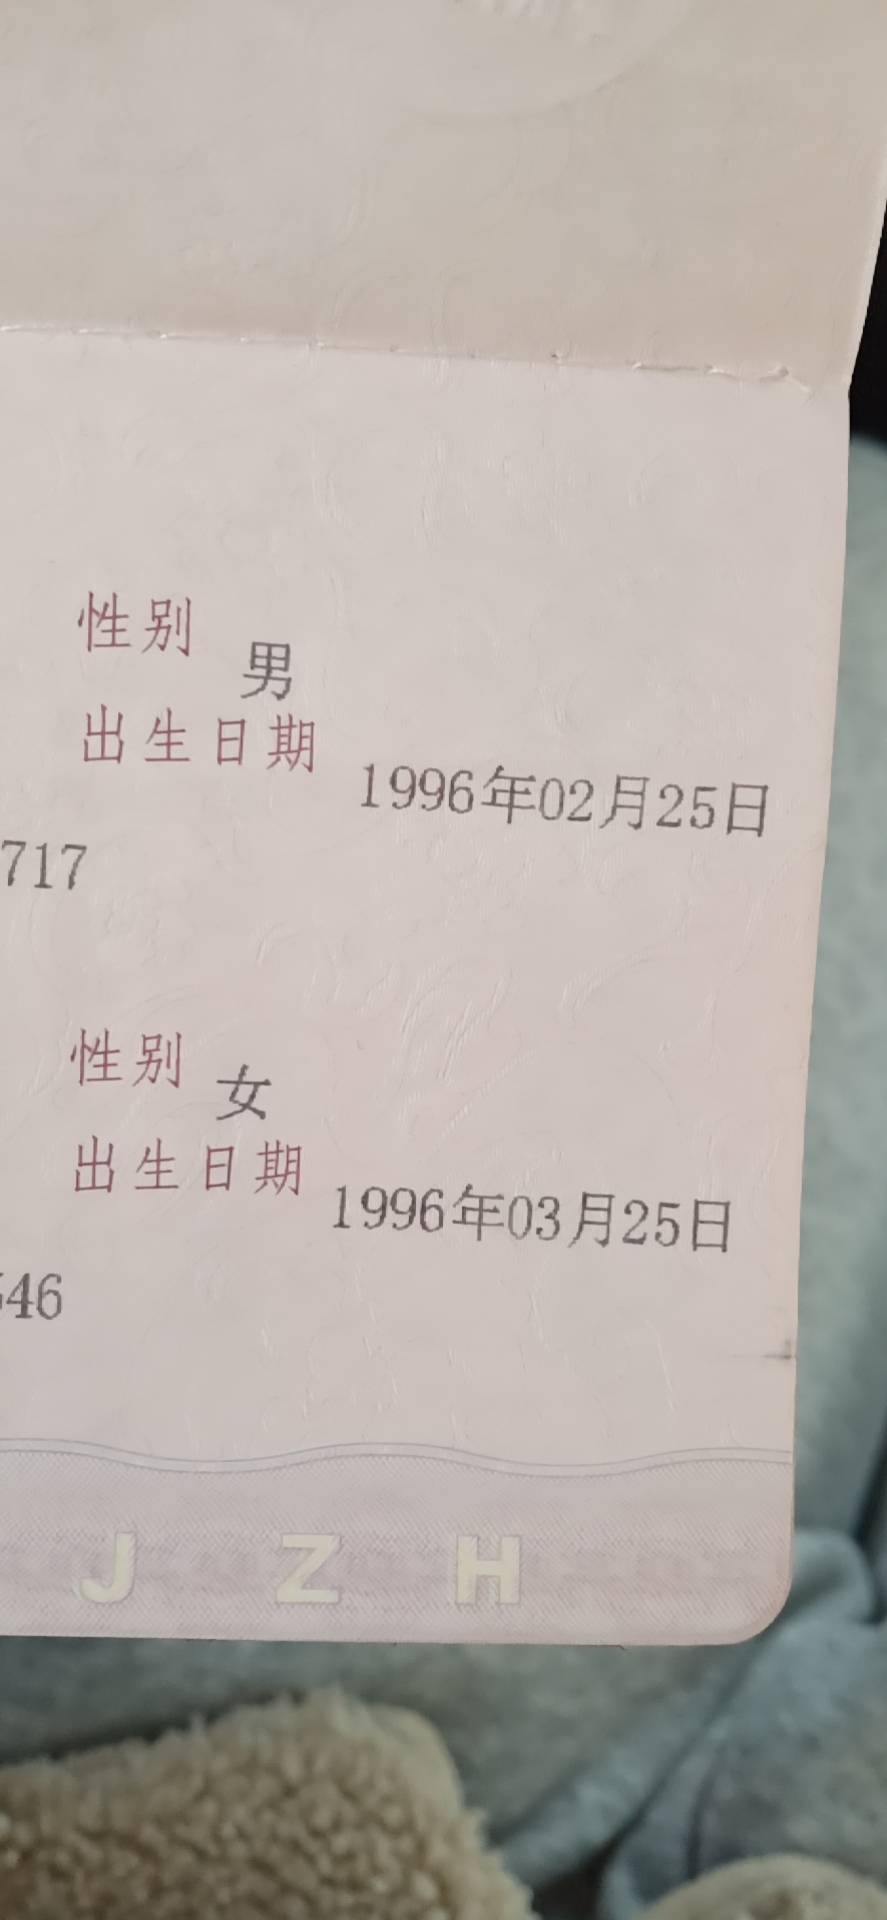 性别 男
出生日期 1996年02月25日
717
性别 女
出生日期 1996年03月25日
546
J Z H